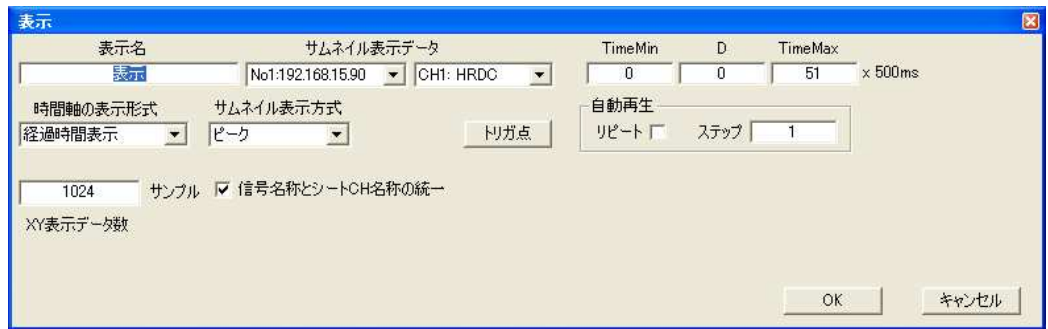 表示
表示名 サムネイル表示データ TimeMin D TimeMax
表示 No1:192.168.15.90 CH1: HRDC 0 0 51 x 500ms
時間軸の表示形式 サムネイル表示方式 自動再生
経過時間表示 ピーク トリガ点 リピート ステップ 1
1024 サンプル 信号名称とシートCH名称の統一
XY表示データ数
OK キャンセル